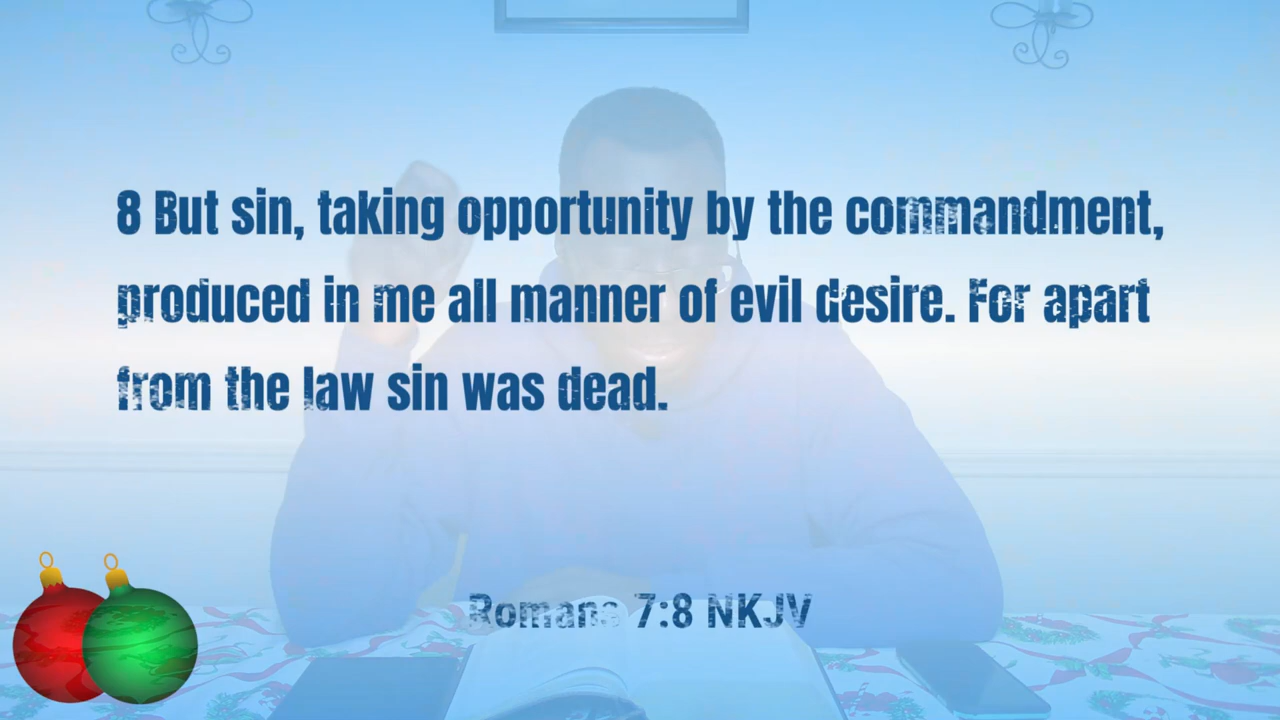 8 But sin, taking opportunity by the commandment,
produced in me all manner of evil desire. For apart
from the law sin was dead.
Romans 7:8 NKJV